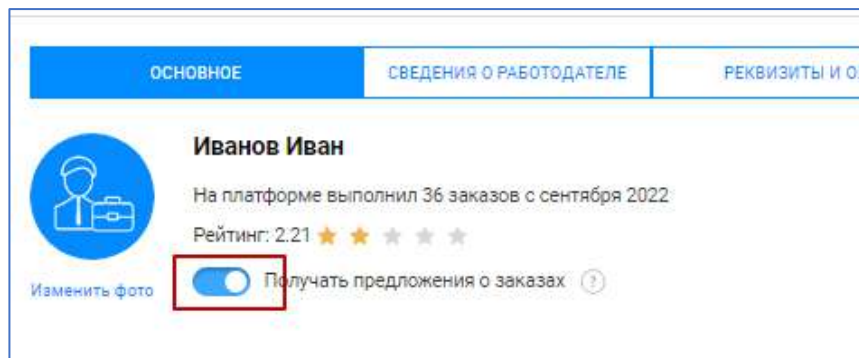 ОСНОВНОЕ
СВЕДЕНИЯ О РАБОТОДАТЕЛЕ
РЕКВИЗИТЫ И О
Иванов Иван
На платформе выполнил 36 заказов с сентября 2022
Рейтинг: 2.21
Изменить фото
Получать предложения о заказах ?